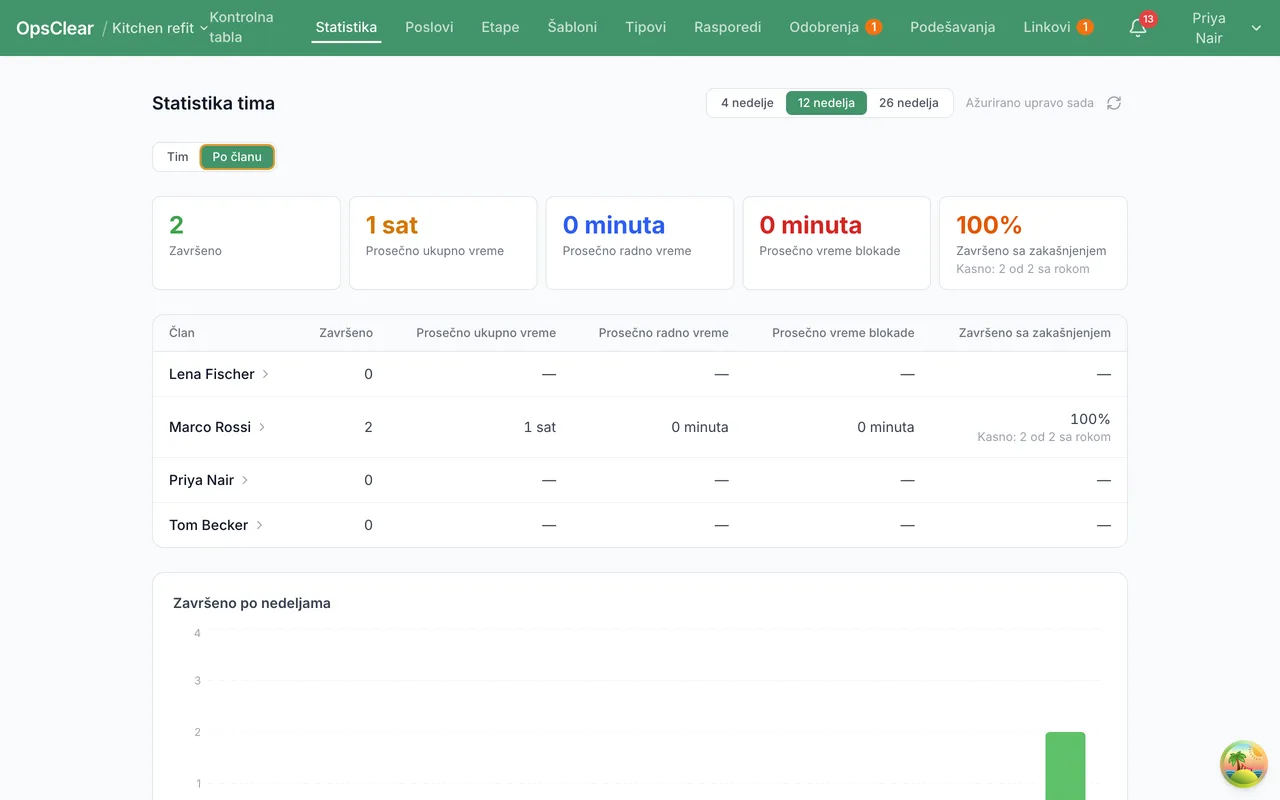 OpsClear / Kitchen refit
Kontrolna tabla
Statistika
Poslovi
Etape
Šabloni
Tipovi
Rasporedi
Odobrenja 1
Podešavanja
Linkovi 1
13
Priya Nair
Statistika tima
4 nedelje
12 nedelja
26 nedelja
Ažurirano upravo sada
Tim
Po članu
2
Završeno
1 sat
Prosečno ukupno vreme
0 minuta
Prosečno radno vreme
0 minuta
Prosečno vreme blokade
100%
Završeno sa zakašnjenjem
Kasno: 2 od 2 sa rokom
Član Završeno Prosečno ukupno vreme Prosečno radno vreme Prosečno vreme blokade Završeno sa zakašnjenjem
Lena Fischer 0 — — — —
Marco Rossi 2 1 sat 0 minuta 0 minuta 100%
Kasno: 2 od 2 sa rokom
Priya Nair 0 — — — —
Tom Becker 0 — — — —
Završeno po nedeljama
4
3
2
1